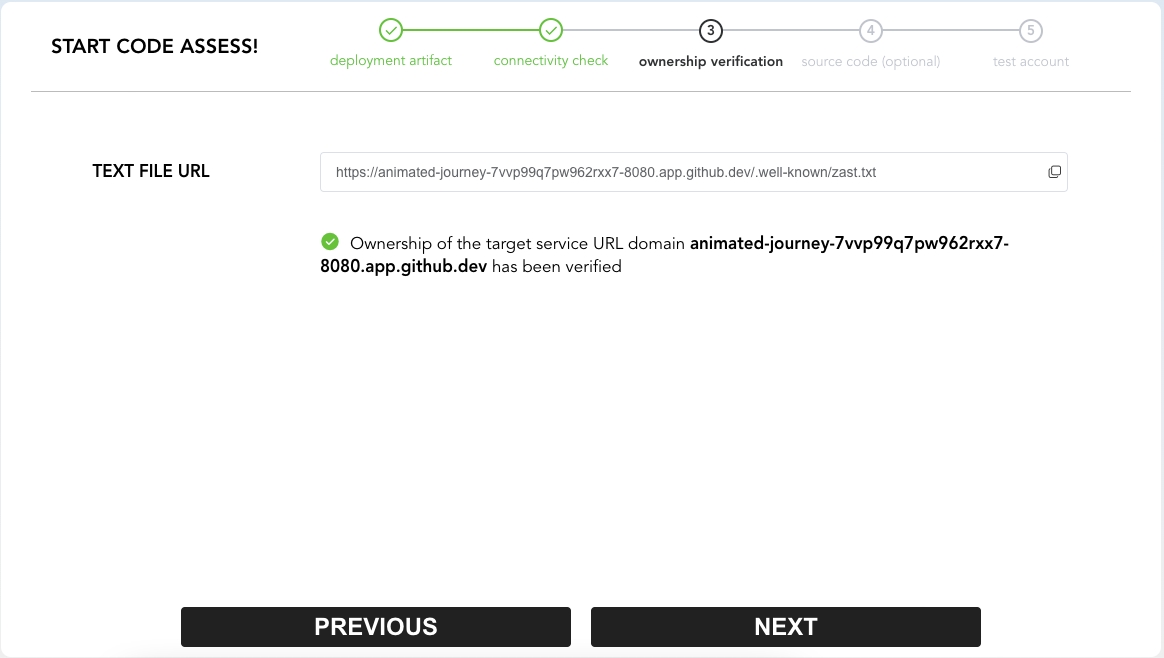 START CODE ASSESS!
3
4
5
deployment artifact
connectivity check
ownership verification
source code (optional)
test account
TEXT FILE URL
https://animated-journey-7vvp99q7pw962rxx7-8080.app.github.dev/.well-known/zast.txt
Ownership of the target service URL domain animated-journey-7vvp99q7pw962rxx7-
8080.app.github.dev has been verified
PREVIOUS
NEXT